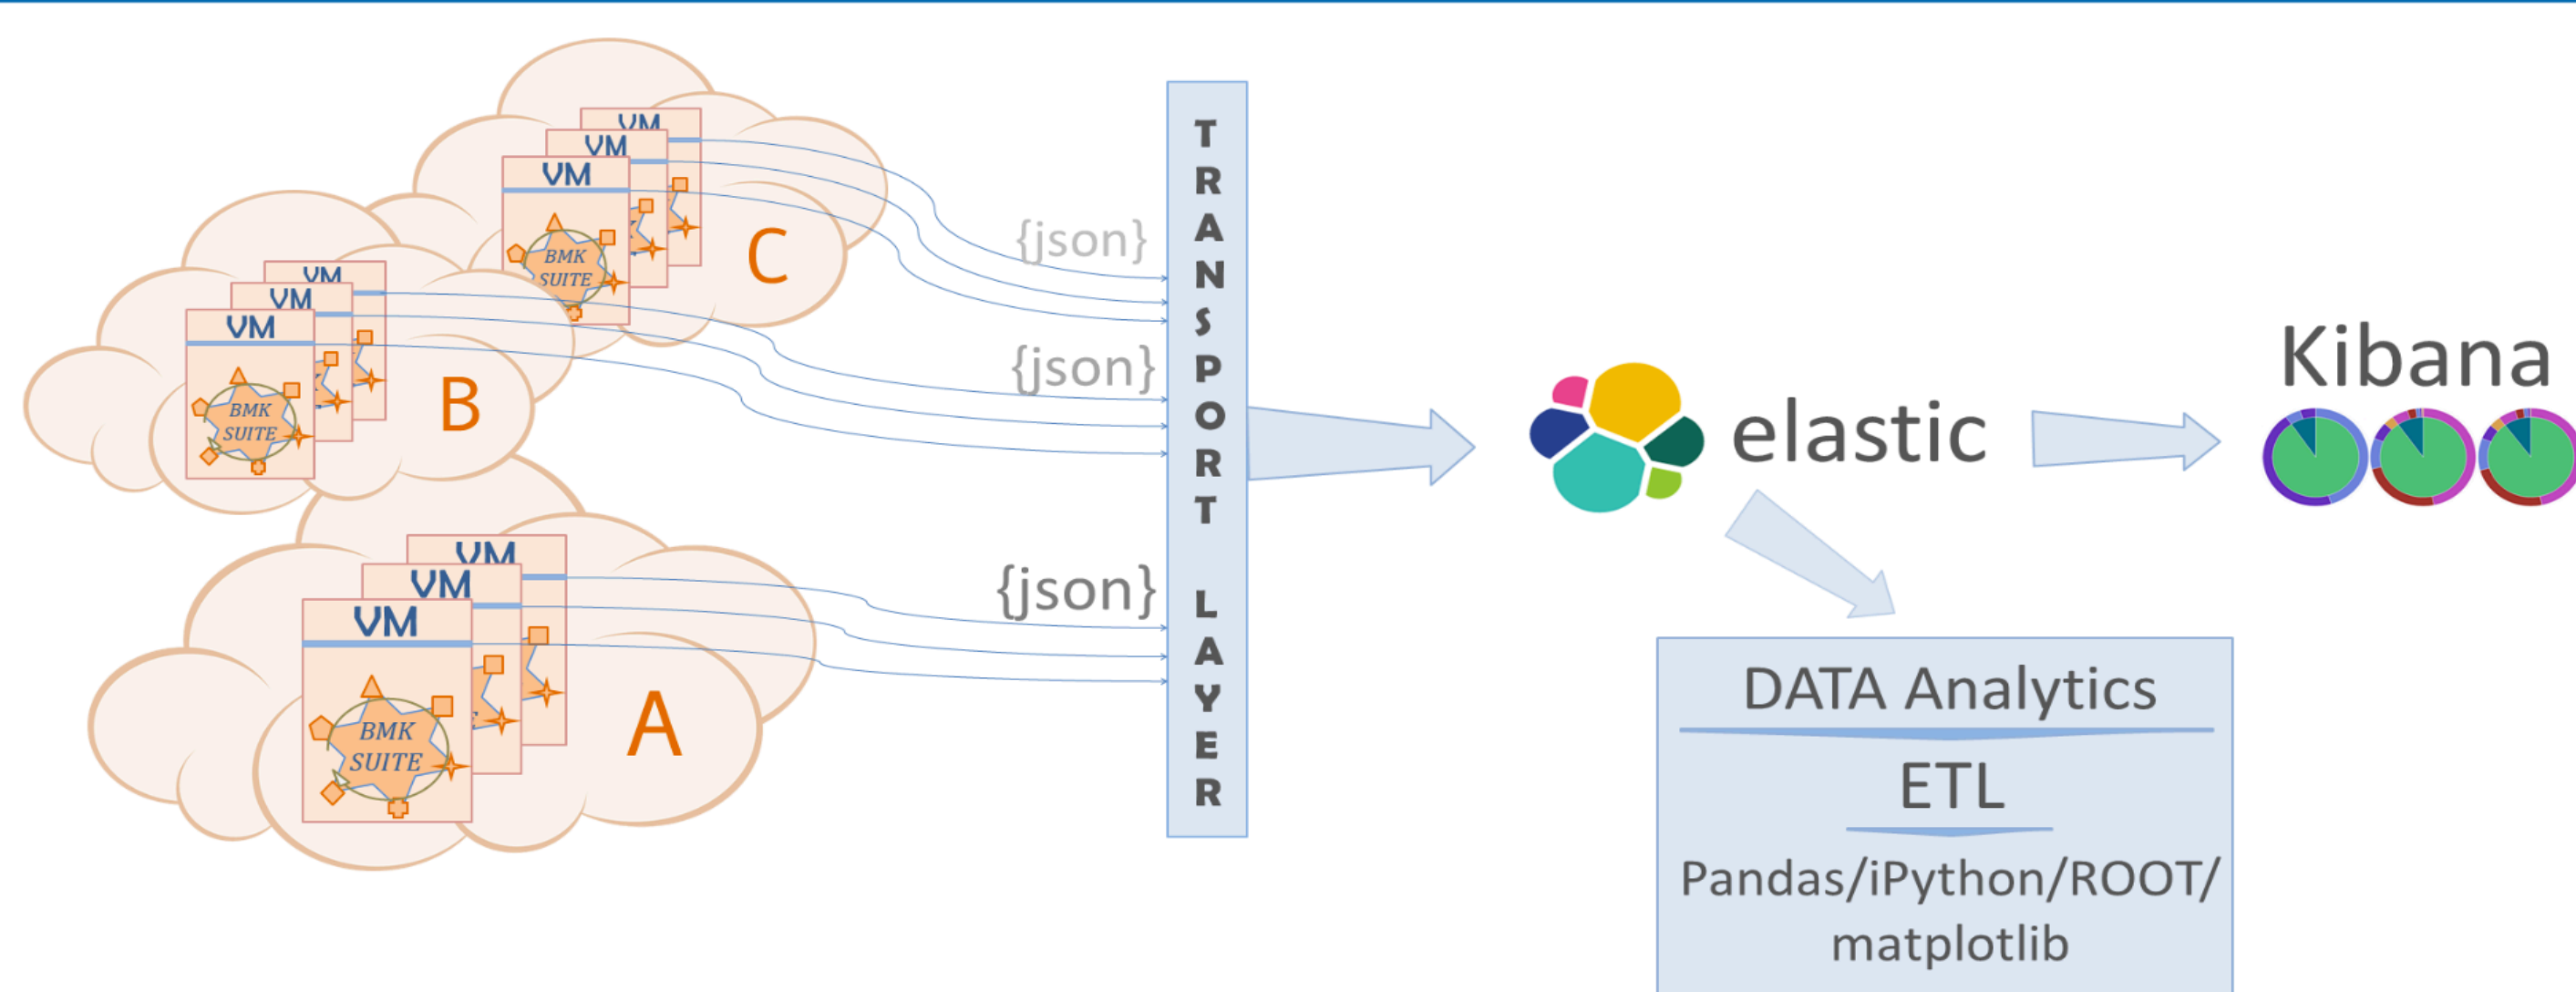 VM
VM
VM
BMK
SUITE
C
VM
VM
VM
BMK
SUITE
B
VM
VM
VM
BMK
SUITE
A
{json}
{json}
{json}
TRANSPORT LAYER
elastic
Kibana
DATA Analytics
ETL
Pandas/iPython/ROOT/
matplotlib